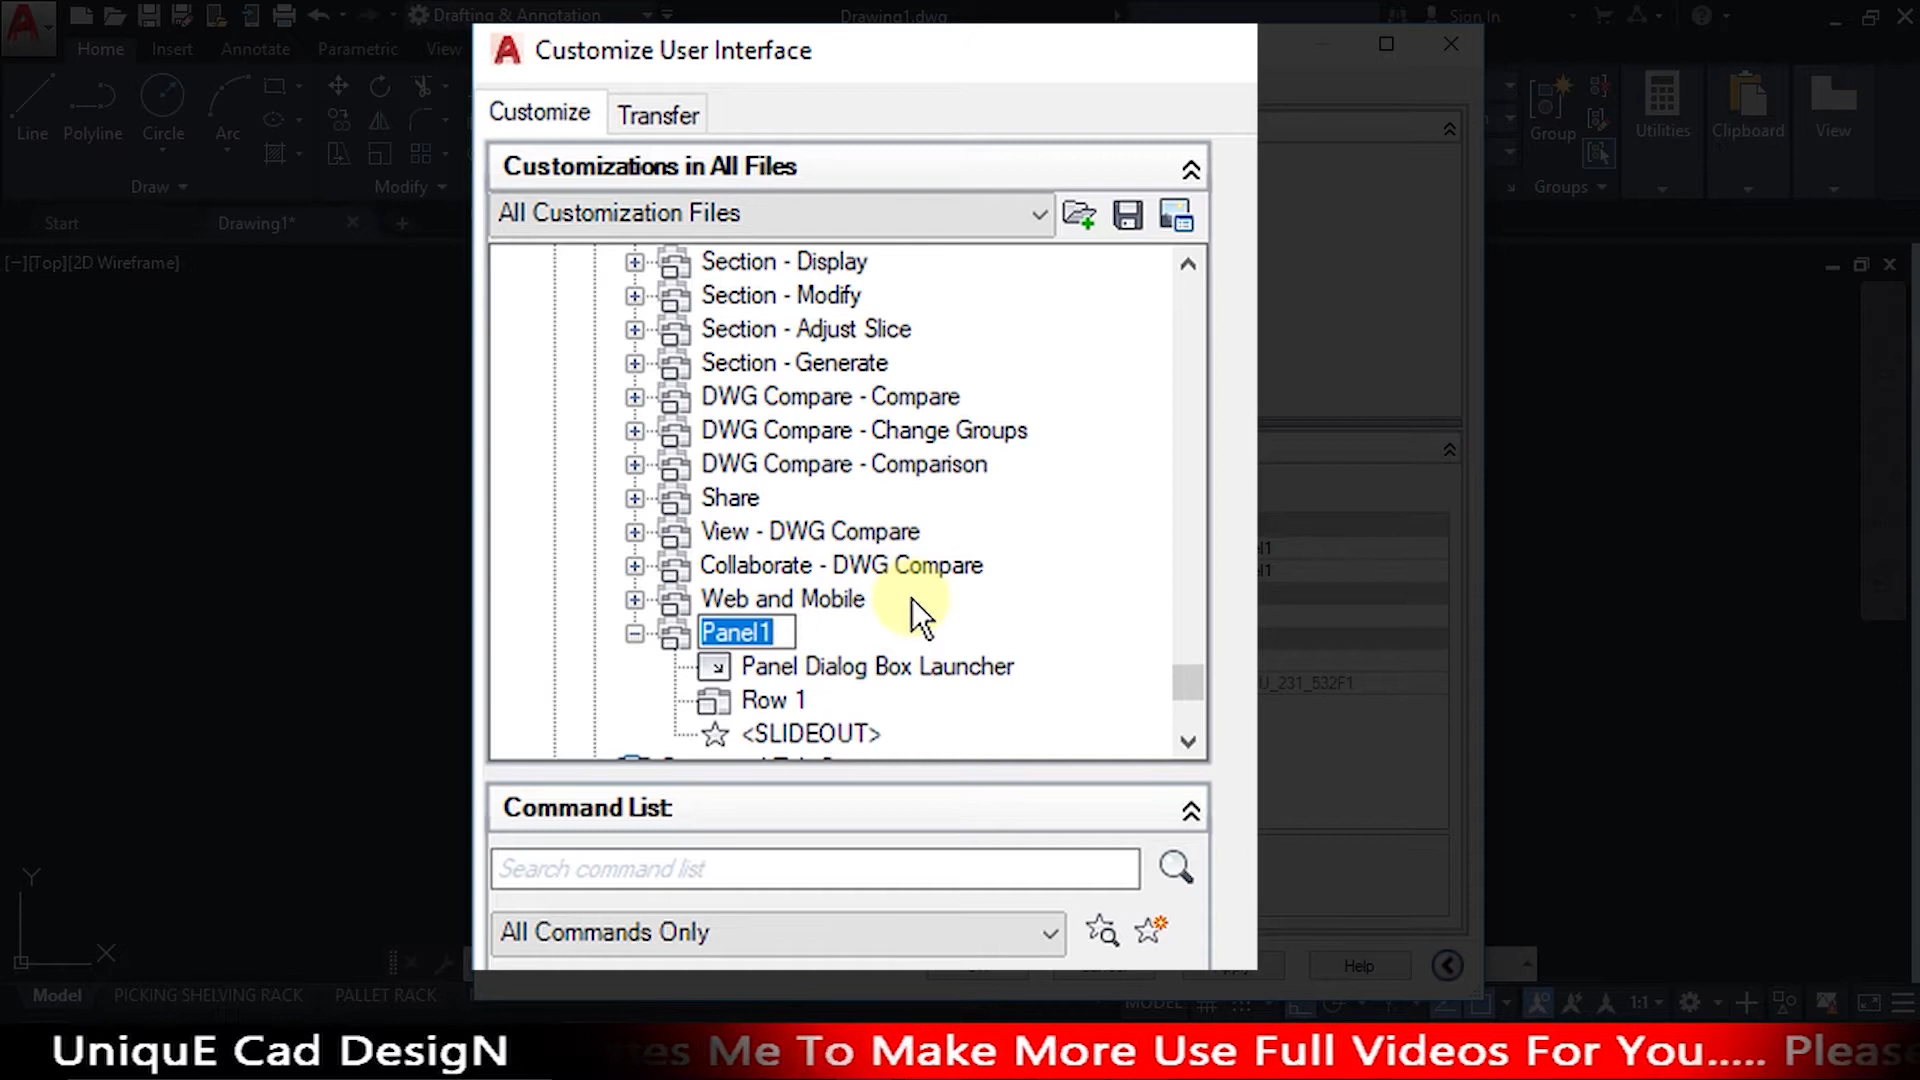 Drafting & Annotation
Drawing1.dwg
Sign In
Home
Insert
Annotate
Parametric
View
Line
Polyline
Circle
Arc
Draw
Modify
Group
Groups
Utilities
Clipboard
View
Start
Drawing1*
[−][Top][2D Wireframe]
Customize User Interface
Customize
Transfer
Customizations in All Files
All Customization Files
Section - Display
Section - Modify
Section - Adjust Slice
Section - Generate
DWG Compare - Compare
DWG Compare - Change Groups
DWG Compare - Comparison
Share
View - DWG Compare
Collaborate - DWG Compare
Web and Mobile
Panel1
Panel Dialog Box Launcher
Row 1
<SLIDEOUT>
Command List:
Search command list
All Commands Only
Help
Y
X
Model
PICKING SHELVING RACK
PALLET RACK
MODEL
1:1
UniquE Cad DesigN
Me To Make More Use Full Videos For You.....